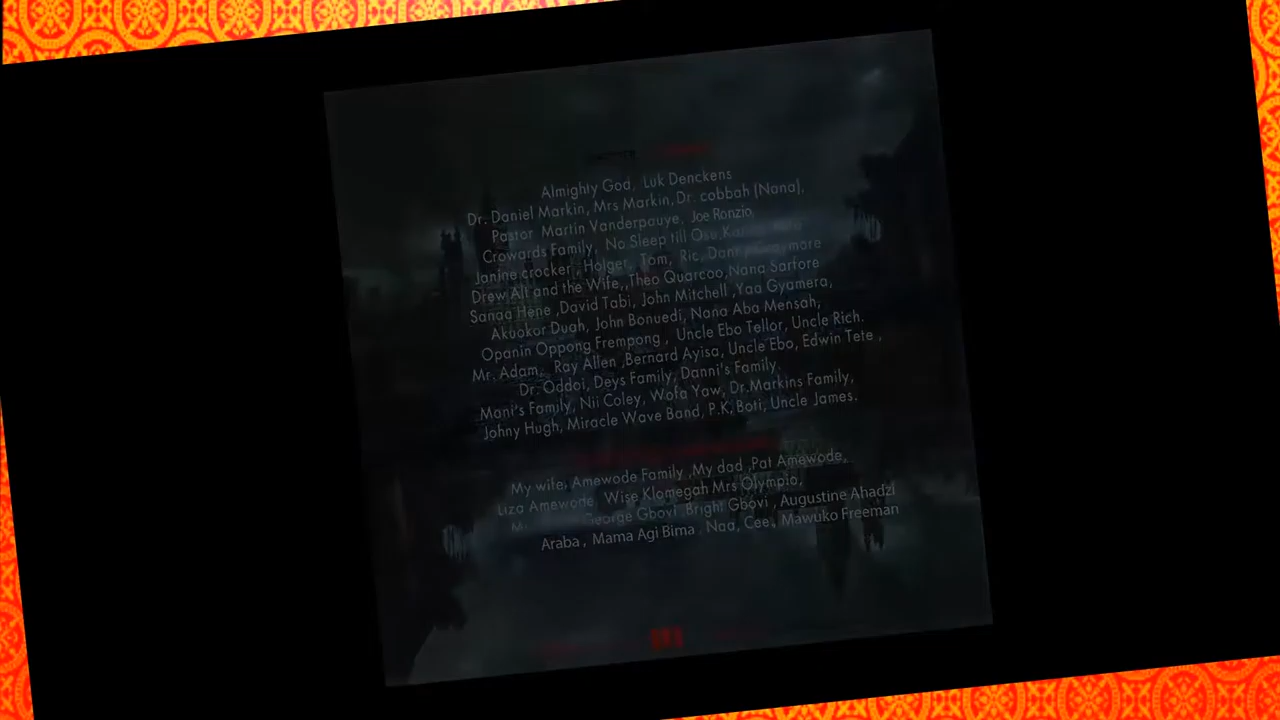 Almighty God, Luk Denckens
Dr. Daniel Markin, Mrs Markin, Dr. cobbah (Nana),
Pastor Martin Vanderpauye, Joe Ronzio,
Crowards Family, No Sleep till Osu,
Janine crocker, Holger, Tom, Ric, more
Drew Alt and the Wife,,Theo Quarcoo,Nana Sarfore
Sanaa Hene ,David Tabi, John Mitchell ,Yaa Gyamera,
Akuokor Duah, John Bonuedi, Nana Aba Mensah,
Opanin Oppong Frempong , Uncle Ebo Tellor, Uncle Rich.
Mr. Adam, Ray Allen ,Bernard Ayisa, Uncle Ebo, Edwin Tete ,
Dr. Oddoi, Deys Family, Danni's Family.
Mani's Family, Nii Coley, Wofa Yaw, Dr.Markins Family,
Johny Hugh, Miracle Wave Band, P.K, Boti, Uncle James.
My wife, Amewode Family ,My dad ,Pat Amewode,
Liza Amewode, Wise Klomegah Mrs Olympio,
George Gbovi ,Bright Gbovi , Augustine Ahadzi
Araba , Mama Agi Bima , Naa, Cee, Mawuko Freeman